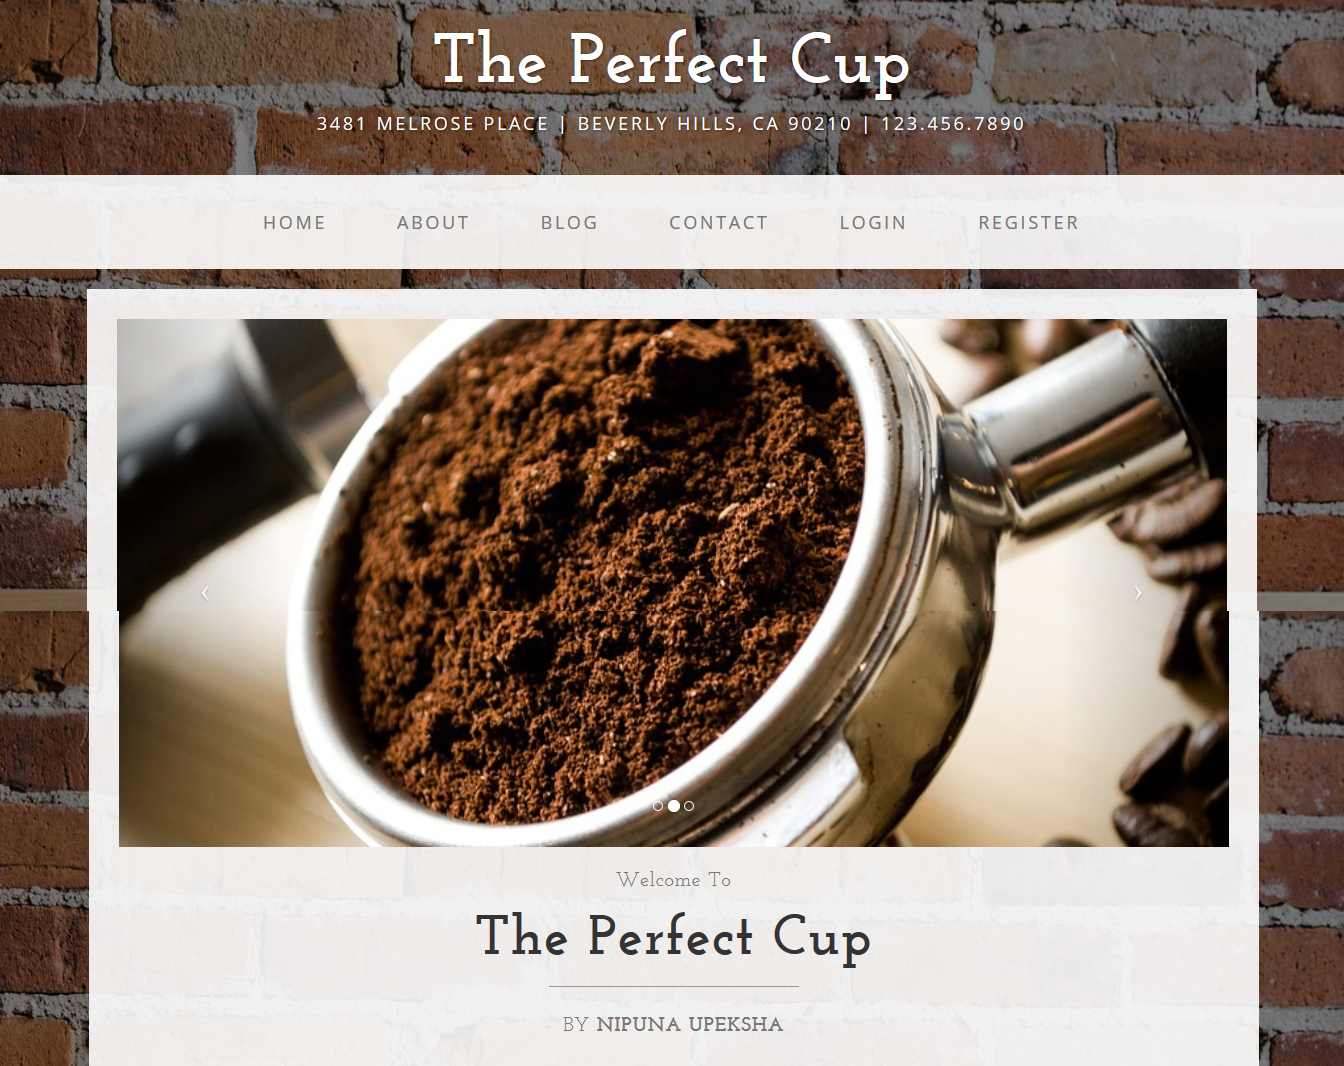 The Perfect Cup
3481 MELROSE PLACE | BEVERLY HILLS, CA 90210 | 123.456.7890
HOME ABOUT BLOG CONTACT LOGIN REGISTER
Welcome To
The Perfect Cup
BY NIPUNA UPEKSHA